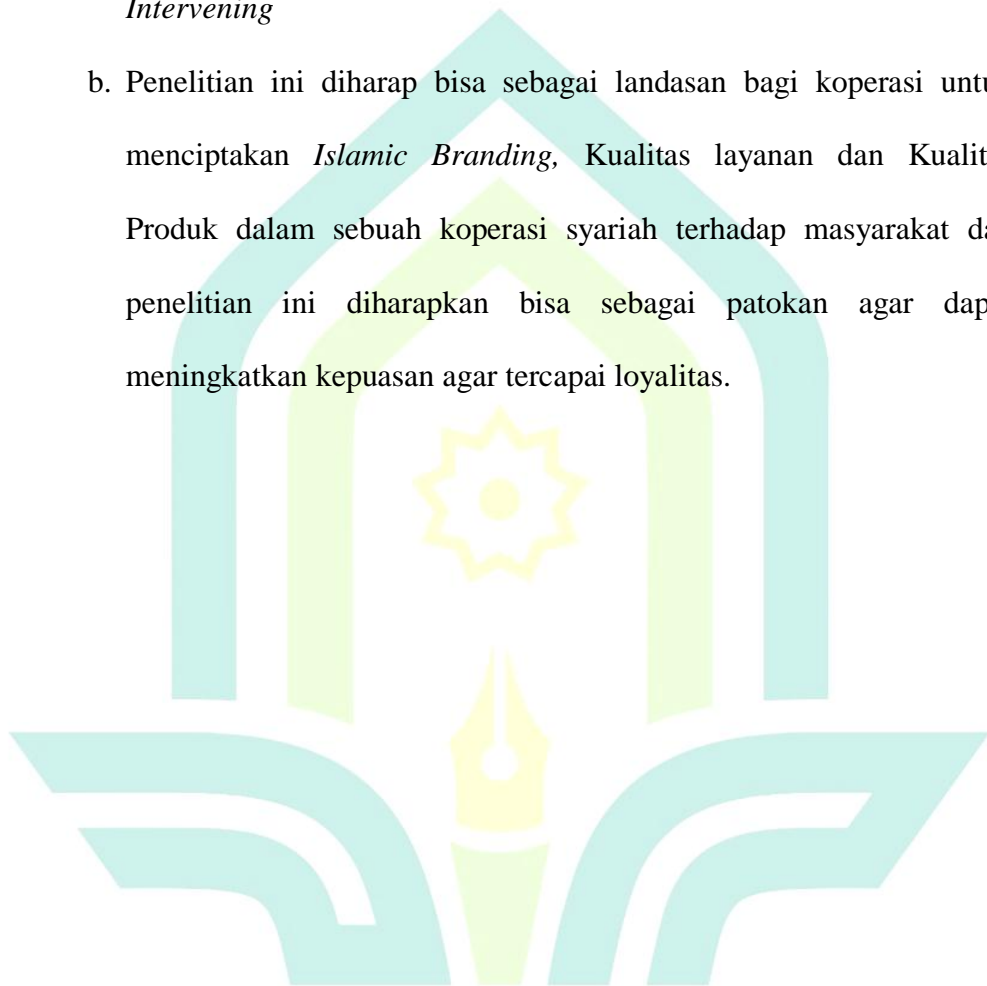 Intervening
b. Penelitian ini diharap bisa sebagai landasan bagi koperasi untu
menciptakan Islamic Branding, Kualitas layanan dan Kualit
Produk dalam sebuah koperasi syariah terhadap masyarakat da
penelitian ini diharapkan bisa sebagai patokan agar dap
meningkatkan kepuasan agar tercapai loyalitas.